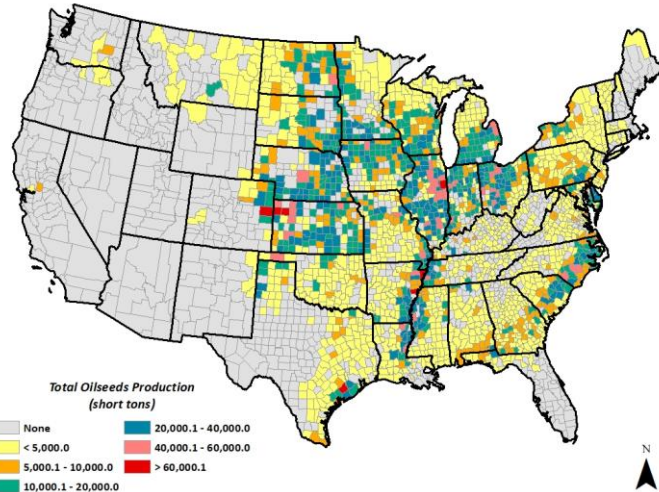 Total Oilseeds Production
(short tons)
None
< 5,000.0
5,000.1 - 10,000.0
10,000.1 - 20,000.0
20,000.1 - 40,000.0
40,000.1 - 60,000.0
> 60,000.1
N